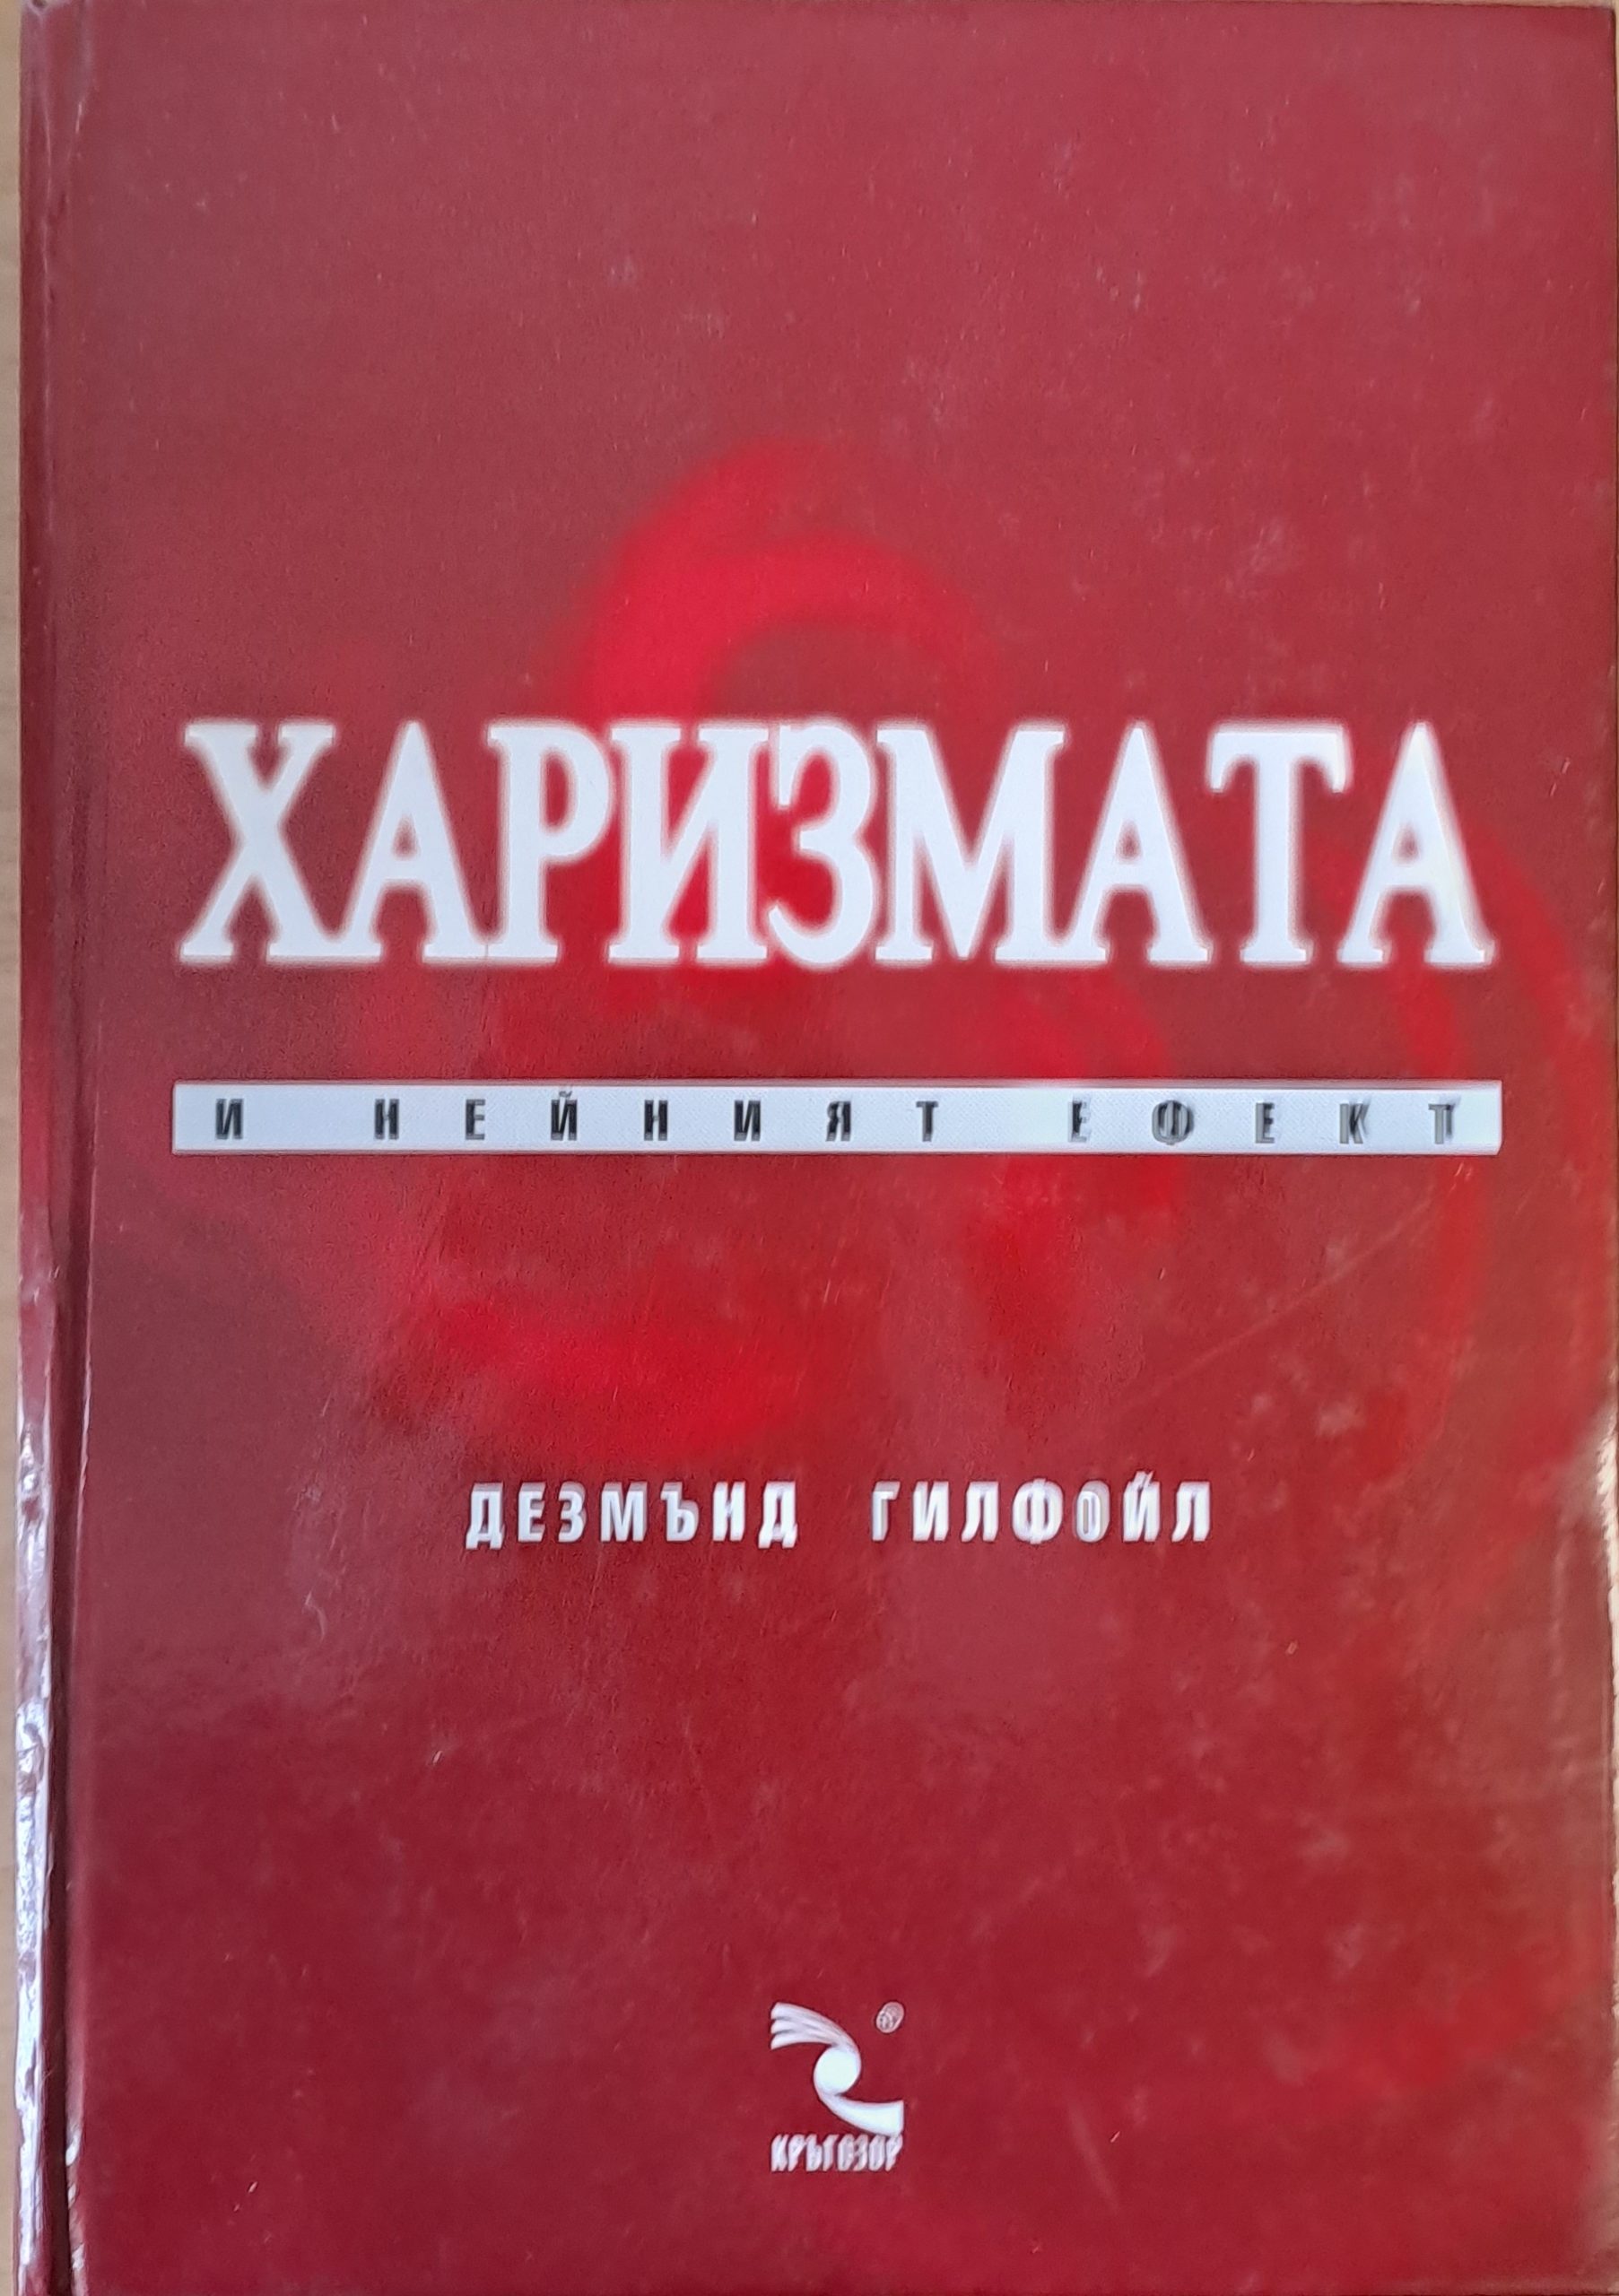 ХАРИЗМАТА
И НЕЙНИЯТ ЕФЕКТ
ДЕЗМЪНД ГИЛФОЙЛ
®
КРЪГОЗОР